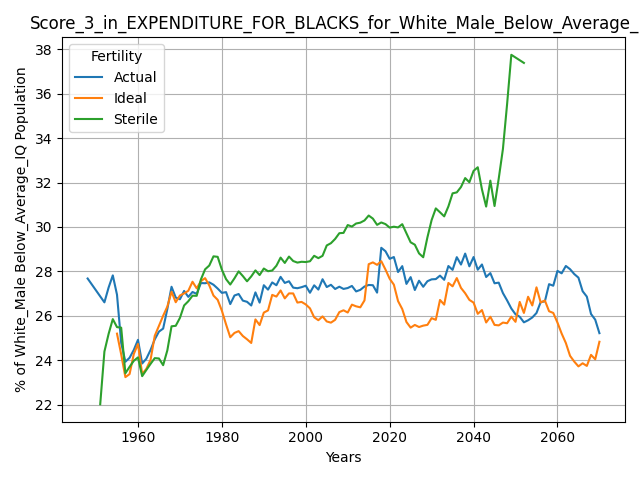 Score_3_in_EXPENDITURE_FOR_BLACKS_for_White_Male_Below_Average_
Fertility
Actual
Ideal
Sterile
% of White_Male Below_Average_IQ Population
38
36
34
32
30
28
26
24
22
1960
1980
2000
2020
2040
2060
Years